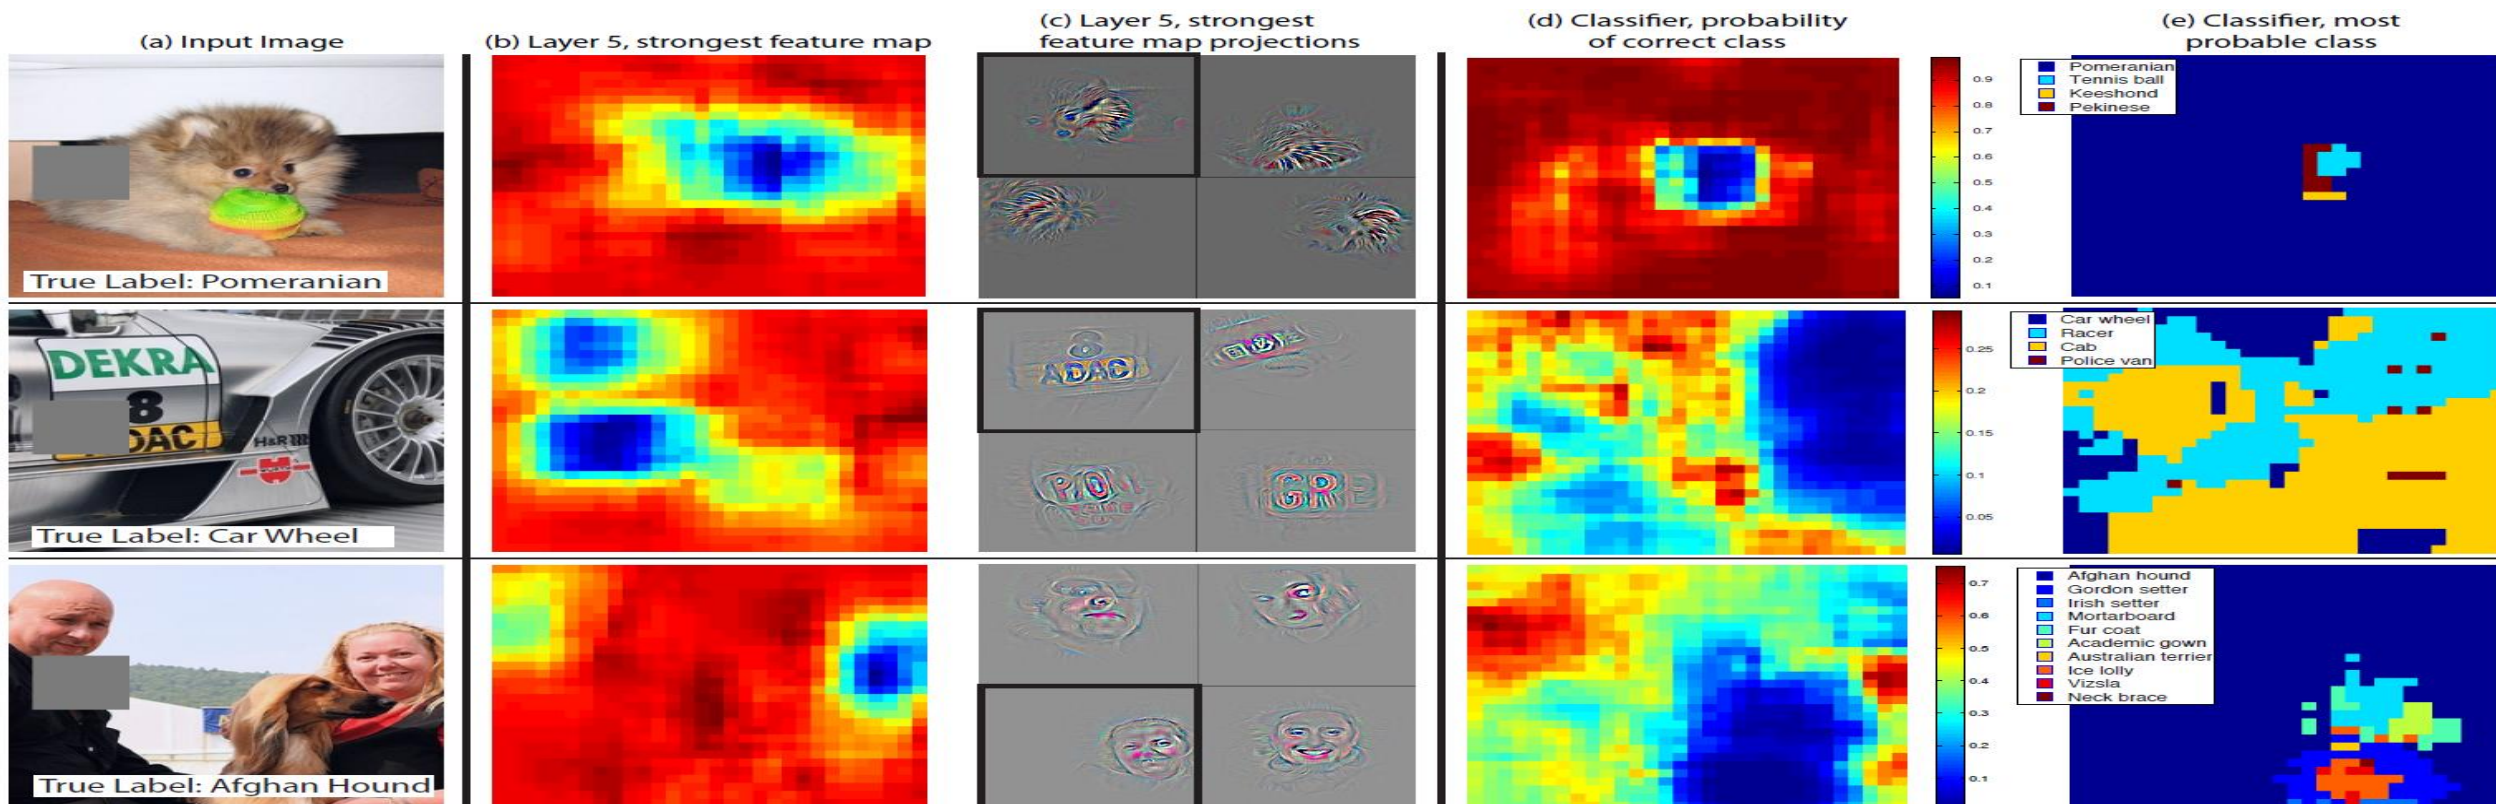 (a) Input Image
(b) Layer 5, strongest feature map
(c) Layer 5, strongest
feature map projections
(d) Classifier, probability
of correct class
(e) Classifier, most
probable class
True Label: Pomeranian
0.9
0.8
0.7
0.6
0.5
0.4
0.3
0.2
0.1
Pomeranian
Tennis ball
Keeshond
Pekinese
DEKRA
8
ADAC
H&R
WÜRTH
True Label: Car Wheel
8
ADAC
GRE
0.25
0.2
0.15
0.1
0.05
Car wheel
Racer
Cab
Police van
True Label: Afghan Hound
0.7
0.6
0.5
0.4
0.3
0.2
0.1
Afghan hound
Gordon setter
Irish setter
Mortarboard
Fur coat
Academic gown
Australian terrier
Ice lolly
Vizsla
Neck brace